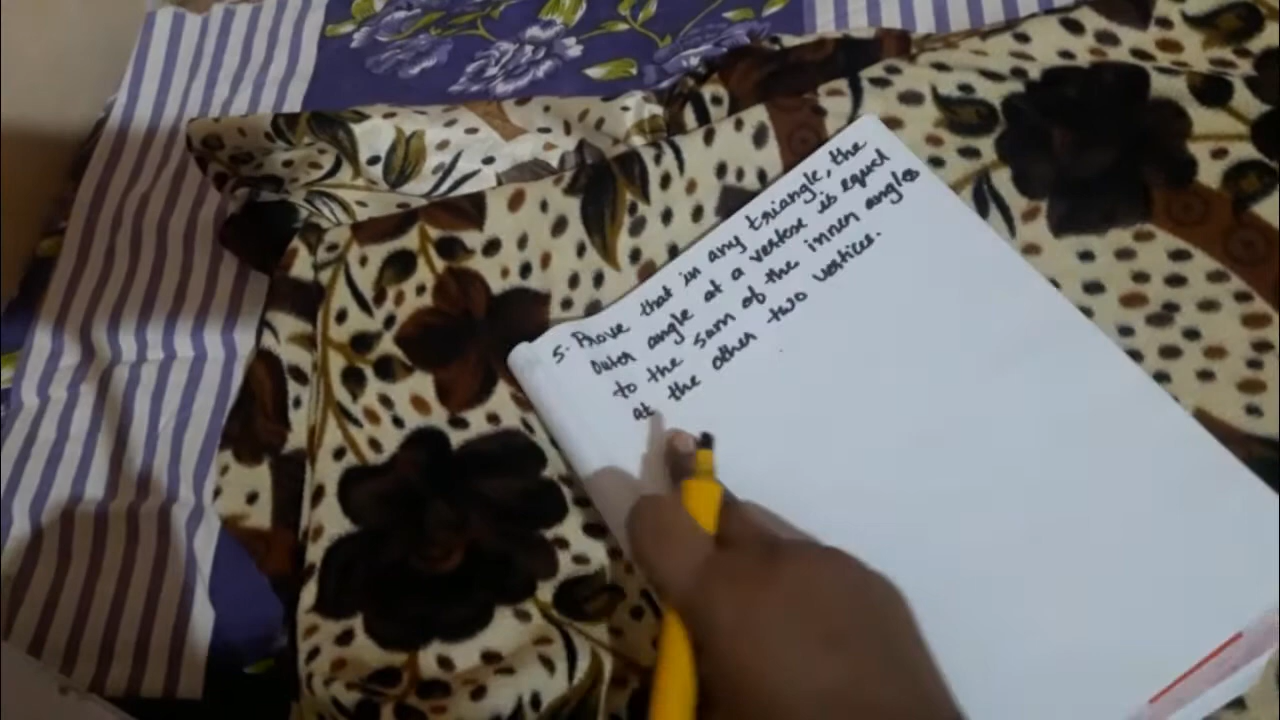 5. Prove that in any triangle, the
outer angle at a vertex is equal
to the sum of the inner angles
at the other two vertices.